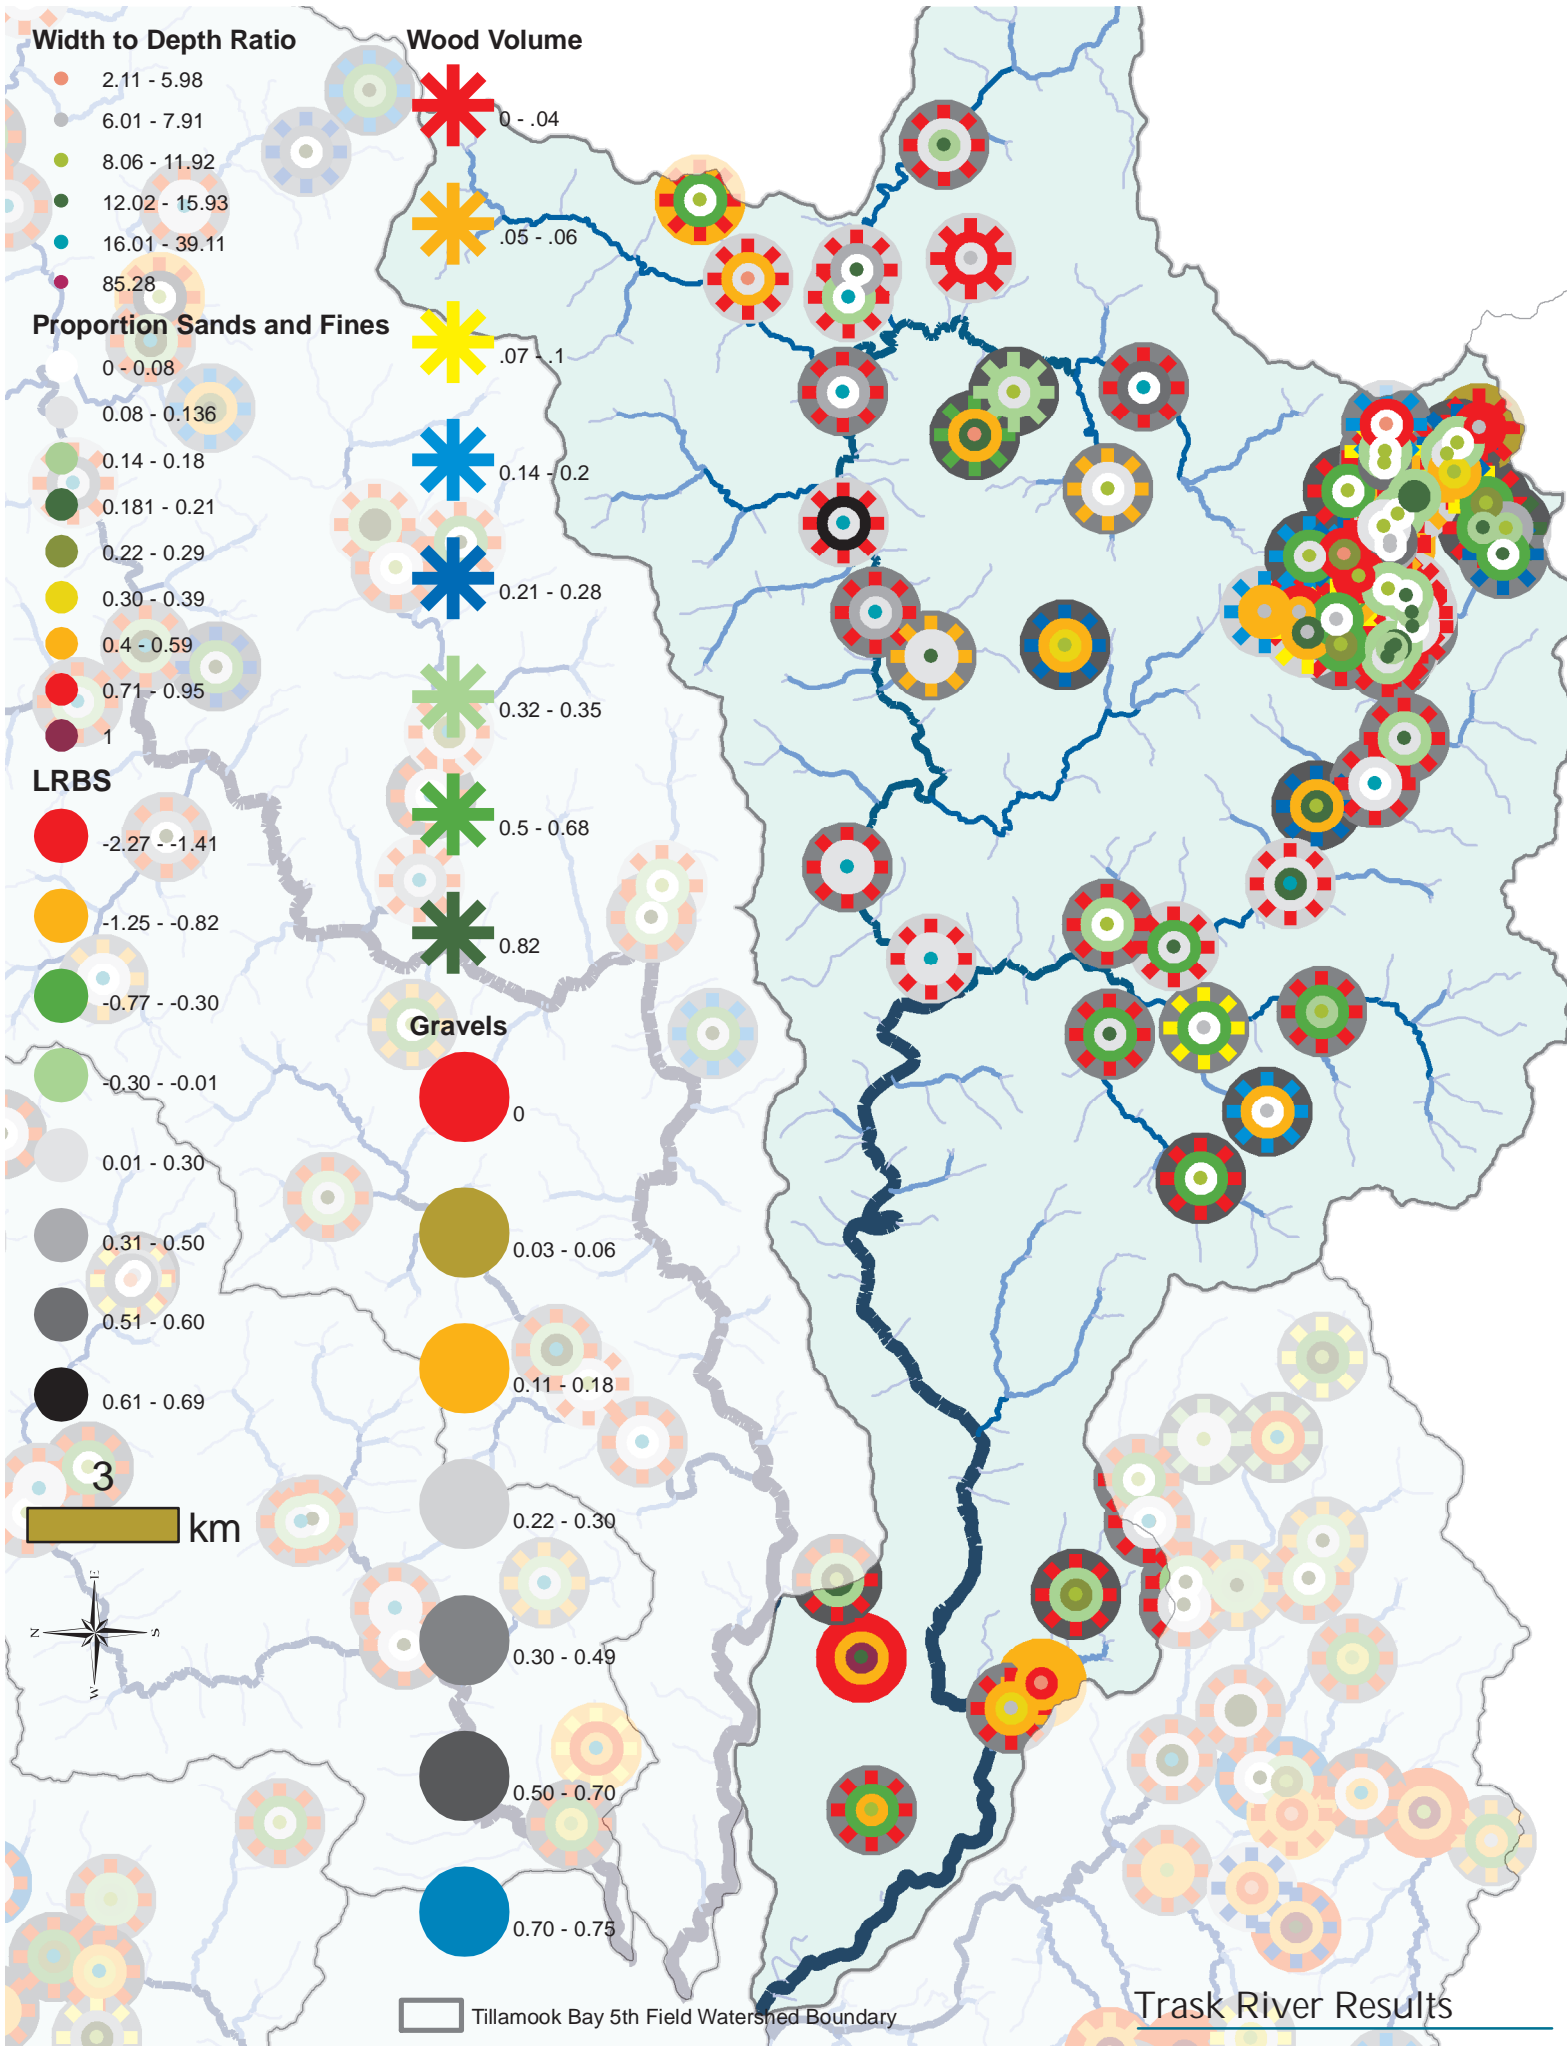 Width to Depth Ratio
2.11 - 5.98
6.01 - 7.91
8.06 - 11.92
12.02 - 15.93
16.01 - 39.11
85.28
Proportion Sands and Fines
0 - 0.08
0.08 - 0.136
0.14 - 0.18
0.181 - 0.21
0.22 - 0.29
0.30 - 0.39
0.4 - 0.59
0.71 - 0.95
1
LRBS
-2.27 - -1.41
-1.25 - -0.82
-0.77 - -0.30
-0.30 - -0.01
0.01 - 0.30
0.31 - 0.50
0.51 - 0.60
0.61 - 0.69
3
km
E
N
S
W
Wood Volume
0 - .04
.05 - .06
.07 - .1
0.14 - 0.2
0.21 - 0.28
0.32 - 0.35
0.5 - 0.68
0.82
Gravels
0
0.03 - 0.06
0.11 - 0.18
0.22 - 0.30
0.30 - 0.49
0.50 - 0.70
0.70 - 0.75
Tillamook Bay 5th Field Watershed Boundary
Trask River Results